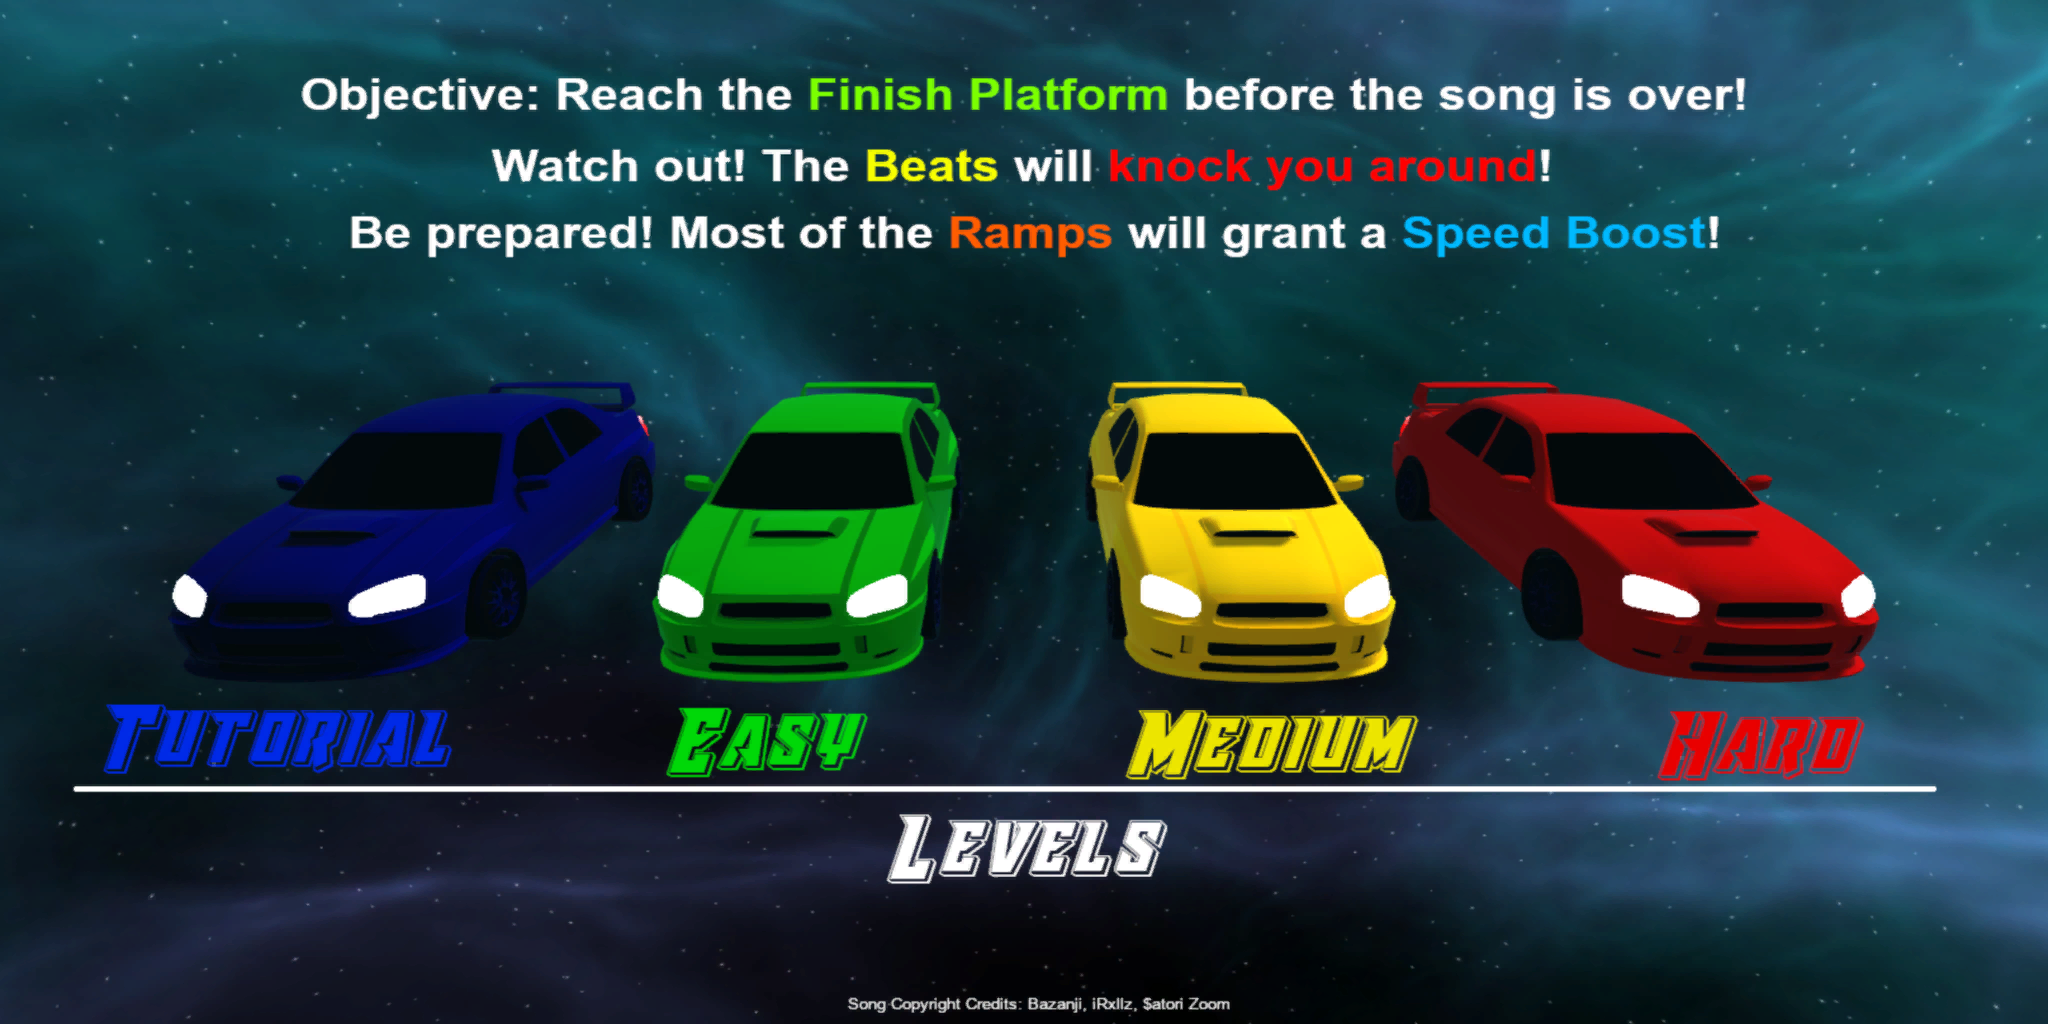 Objective: Reach the Finish Platform before the song is over!
Watch out! The Beats will knock you around!
Be prepared! Most of the Ramps will grant a Speed Boost!
Tutorial Easy Medium Hard
Levels
Song Copyright Credits: Bazanji, iRxllz, $atori Zoom